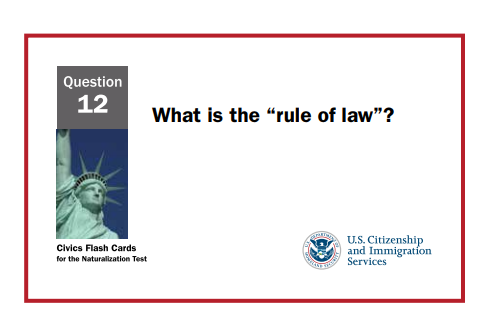 Question
12
What is the “rule of law”?
Civics Flash Cards
for the Naturalization Test
U.S. Citizenship
and Immigration
Services